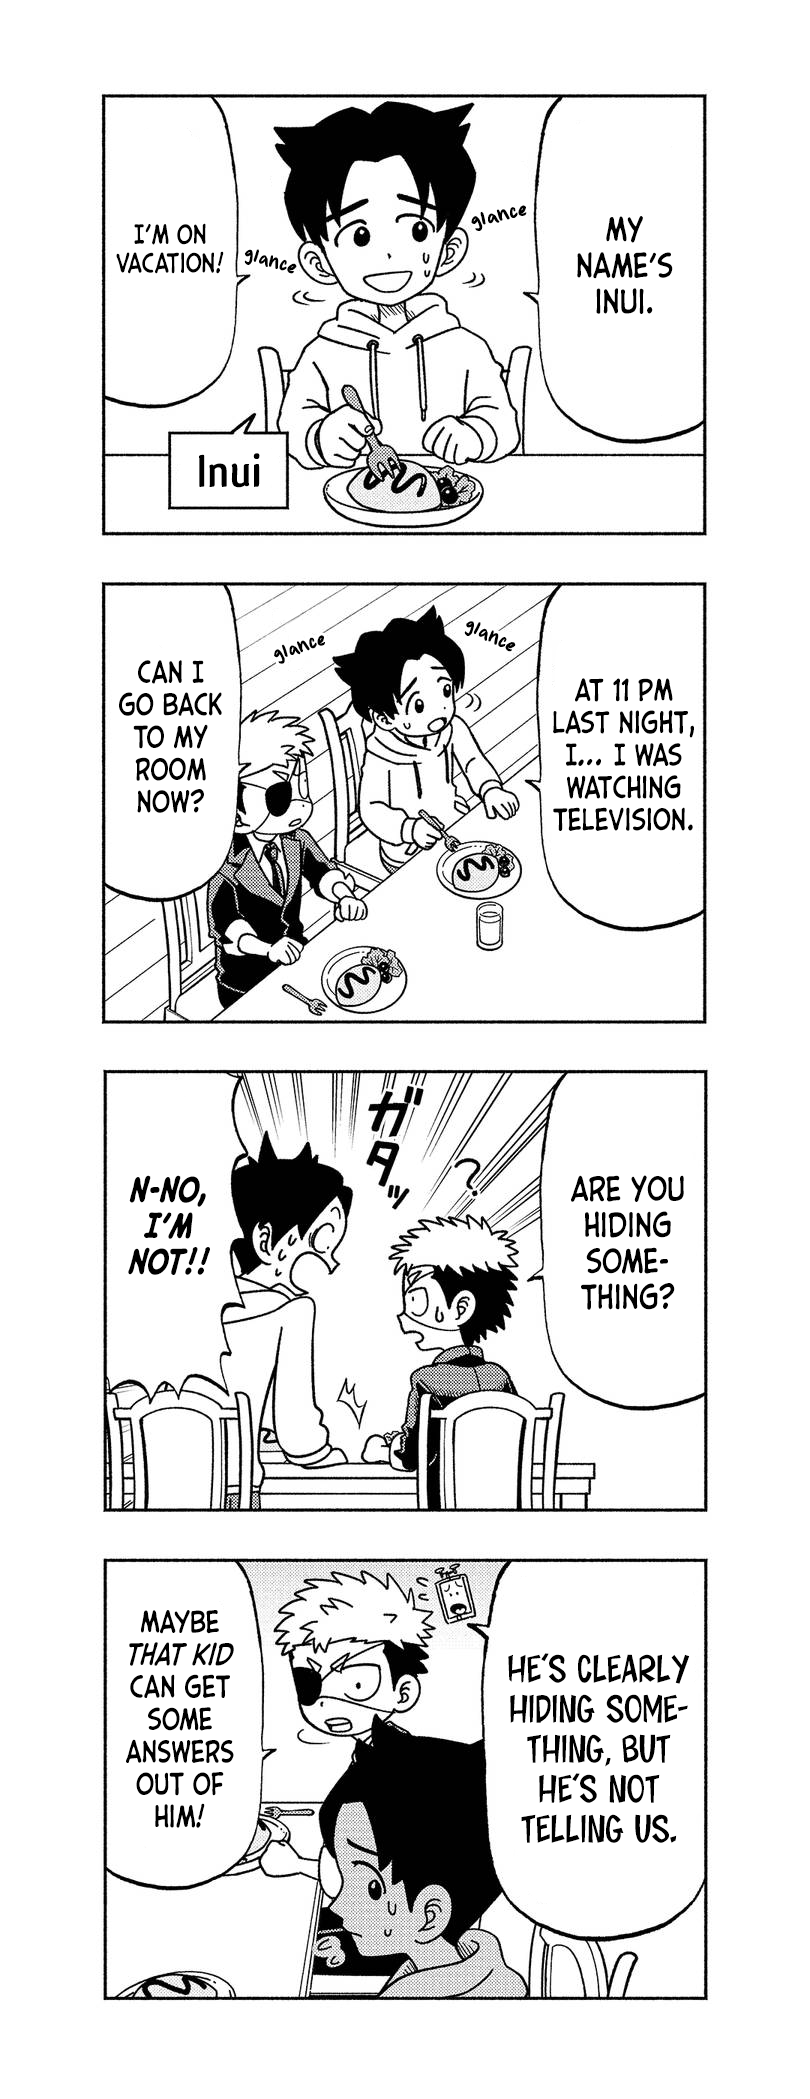 MY
NAME'S
INUI.
glance
glance
I'M ON
VACATION!
Inui
AT 11 PM
LAST NIGHT,
I... I WAS
WATCHING
TELEVISION.
glance
glance
CAN I
GO BACK
TO MY
ROOM
NOW?
ARE YOU
HIDING
SOME-
THING?
?
ガタッ
N-NO,
I'M
NOT!!
HE'S CLEARLY
HIDING SOME-
THING, BUT
HE'S NOT
TELLING US.
MAYBE
THAT KID
CAN GET
SOME
ANSWERS
OUT OF
HIM!